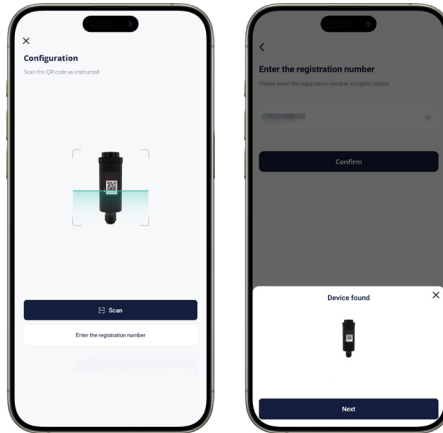 Configuration
Scan the QR code as instructed
Scan
Enter the registration number
Enter the registration number
Please enter the registration number in capital letters
Confirm
Device found
Next